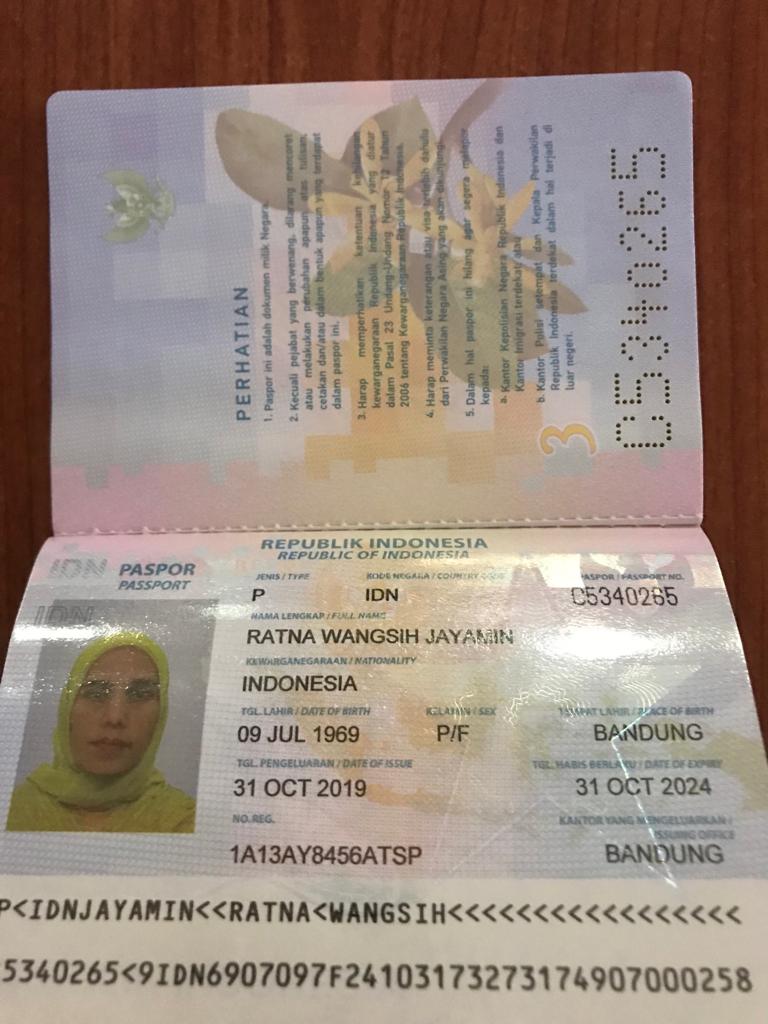 PERHATIAN
1. Paspor ini adalah dokumen milik Negara.
2. Kecuali pejabat yang berwenang, dilarang mencoret
atau melakukan perubahan apapun atas tulisan,
cetakan dan/atau dalam bentuk apapun yang terdapat
dalam paspor ini.
3. Harap memperhatikan ketentuan kehilangan
kewarganegaraan Republik Indonesia yang diatur
dalam Pasal 23 Undang-Undang Nomor 12 Tahun
2006 tentang Kewarganegaraan Republik Indonesia.
4. Harap meminta keterangan atau visa terlebih dahulu
dari Perwakilan Negara Asing yang akan dikunjungi.
5. Dalam hal paspor ini hilang agar segera melapor
kepada:
a. Kantor Kepolisian Negara Republik Indonesia dan
Kantor Imigrasi terdekat; atau
b. Kantor Polisi setempat dan Kepala Perwakilan
Republik Indonesia terdekat dalam hal terjadi di
luar negeri.
3
C5340265
REPUBLIK INDONESIA
REPUBLIC OF INDONESIA
IDN PASPOR
PASSPORT
JENIS / TYPE KODE NEGARA / COUNTRY CODE PASPOR / PASSPORT NO.
P IDN C5340265
IDN
NAMA LENGKAP / FULL NAME
RATNA WANGSIH JAYAMIN
KEWARGANEGARAAN / NATIONALITY
INDONESIA
TGL. LAHIR / DATE OF BIRTH KELAMIN / SEX TEMPAT LAHIR / PLACE OF BIRTH
09 JUL 1969 P/F BANDUNG
TGL. PENGELUARAN / DATE OF ISSUE TGL. HABIS BERLAKU / DATE OF EXPIRY
31 OCT 2019 31 OCT 2024
NO. REG. KANTOR YANG MENGELUARKAN /
ISSUING OFFICE
1A13AY8456ATSP BANDUNG
P<IDNJAYAMIN<<RATNA<WANGSIH<<<<<<<<<<<<<<<<<
5340265<9IDN6907097F2410317327317490700​0258